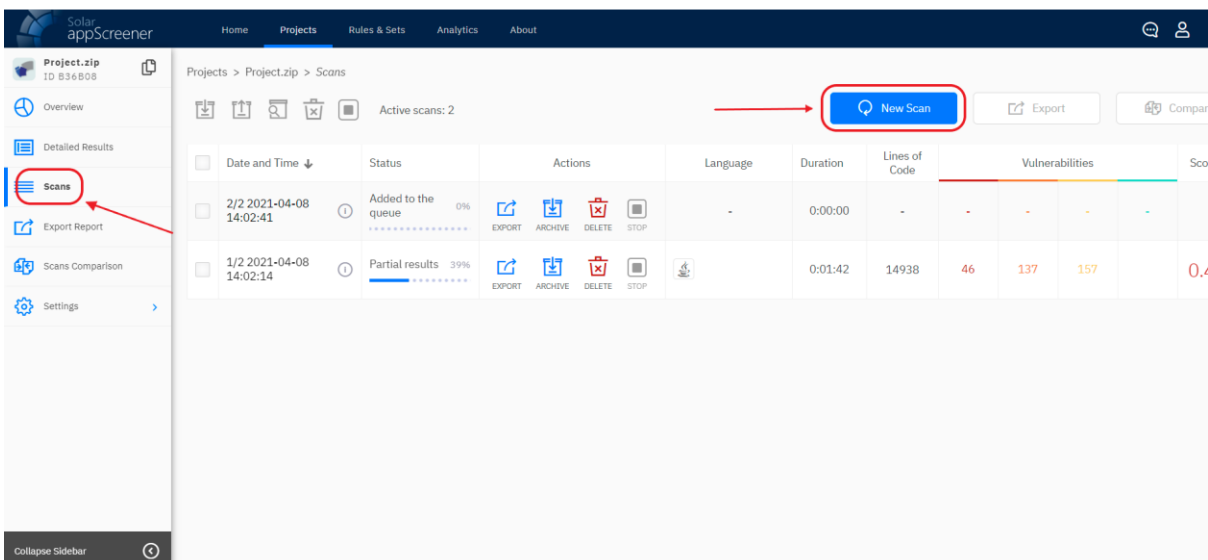 Solar
appScreener
Home Projects Rules & Sets Analytics About
Project.zip
ID B36B08
Overview
Detailed Results
Scans
Export Report
Scans Comparison
Settings
Collapse Sidebar
Projects > Project.zip > Scans
Active scans: 2
New Scan
Export
Compar
Date and Time Status Actions Language Duration Lines of Code Vulnerabilities Sco
2/2 2021-04-08
14:02:41
Added to the
queue
0%
EXPORT ARCHIVE DELETE STOP
- 0:00:00 - - - - -
1/2 2021-04-08
14:02:14
Partial results 39%
EXPORT ARCHIVE DELETE STOP
0:01:42 14938 46 137 157 0.4